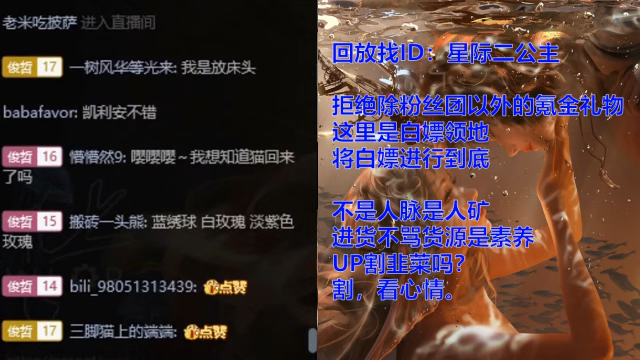 老米吃披萨 进入直播间
俊哲 17 一树风华等光来: 我是放床头
babafavor: 凯利安不错
俊哲 16 懵懵然9: 嘤嘤嘤～我想知道猫回来
了吗
俊哲 15 搬砖一头熊: 蓝绣球 白玫瑰 淡紫色
玫瑰
俊哲 14 bili_98051313439: 点赞
俊哲 17 三脚猫上的端端: 点赞
回放找ID：星际二公主
拒绝除粉丝团以外的氪金礼物
这里是白嫖领地
将白嫖进行到底
不是人脉是人矿
进货不骂货源是素养
UP割韭菜吗？
割，看心情。